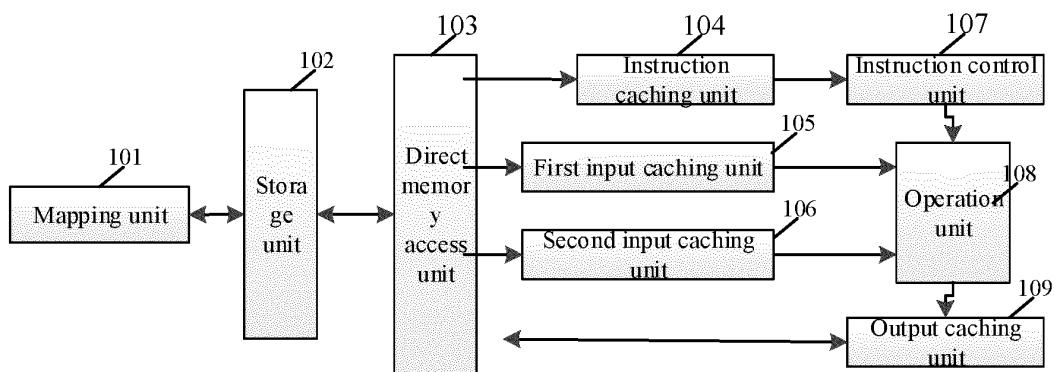 101
Mapping unit
102
Stora
ge
unit
103
Direct
memor
y
access
unit
104
Instruction
caching unit
105
First input caching unit
106
Second input caching
unit
107
Instruction control
unit
108
Operation
unit
109
Output caching
unit